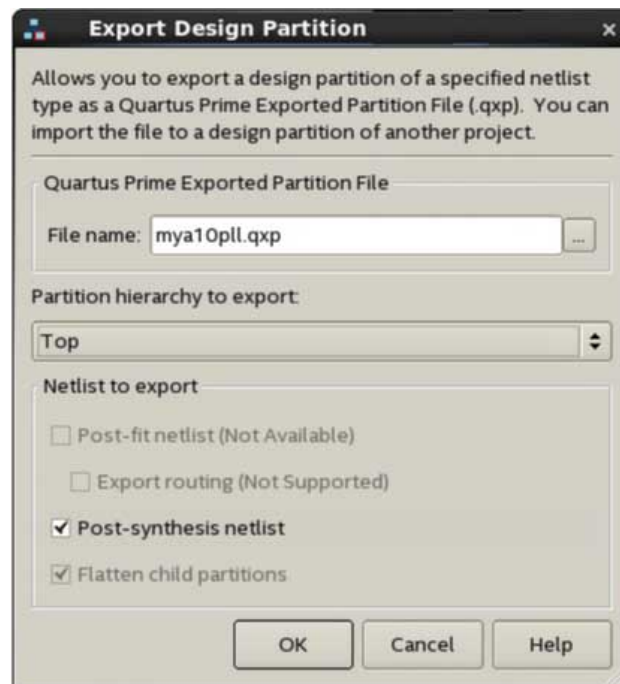 Export Design Partition
Allows you to export a design partition of a specified netlist
type as a Quartus Prime Exported Partition File (.qxp). You can
import the file to a design partition of another project.
Quartus Prime Exported Partition File
File name: mya10pll.qxp ...
Partition hierarchy to export:
Top
Netlist to export
Post-fit netlist (Not Available)
Export routing (Not Supported)
Post-synthesis netlist
Flatten child partitions
OK Cancel Help